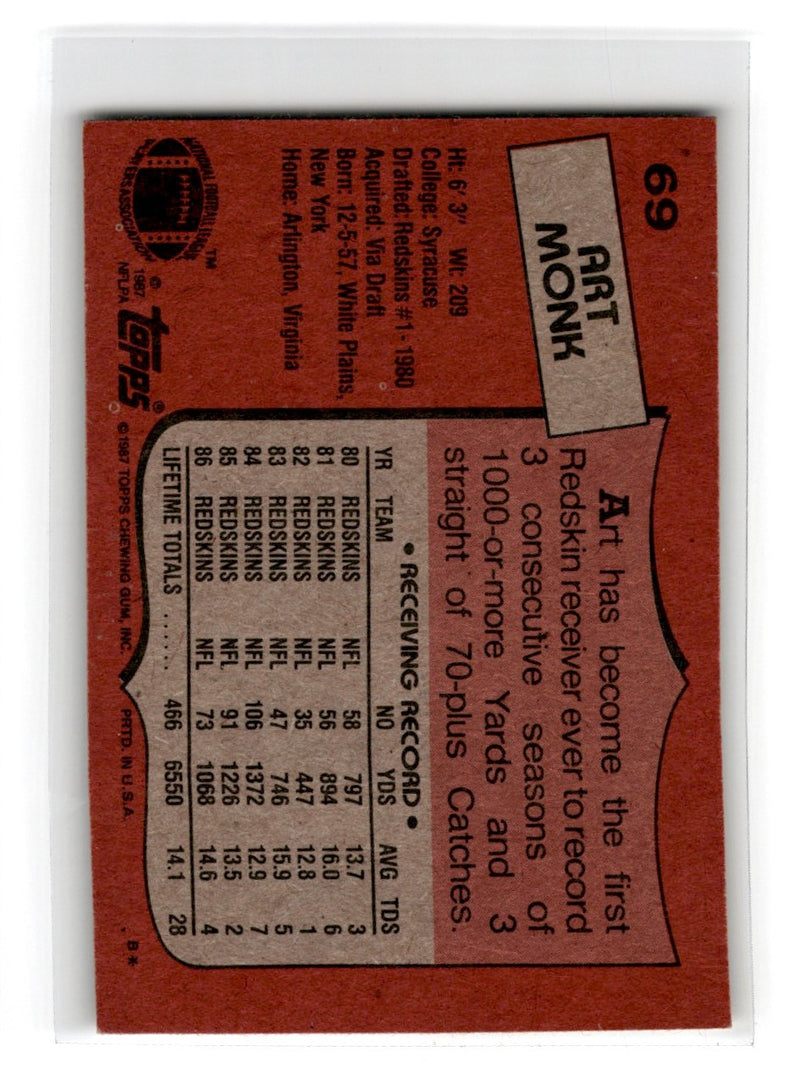 69
ART
MONK
Ht: 6' 3" Wt: 209
College: Syracuse
Drafted: Redskins #1-1980
Acquired: Via Draft
Born: 12-5-57, White Plains,
New York
Home: Arlington, Virginia
NATIONAL FOOTBALL LEAGUE
PLAYERS ASSOCIATION
™
© 1987
NFLPA
topps®
Art has become the first
Redskin receiver ever to record
3 consecutive seasons of
1000-or-more Yards and 3
straight of 70-plus Catches.
• RECEIVING RECORD •
YR TEAM NO YDS AVG TDS
80 REDSKINS NFL 58 797 13.7 3
81 REDSKINS NFL 56 894 16.0 6
82 REDSKINS NFL 35 447 12.8 1
83 REDSKINS NFL 47 746 15.9 5
84 REDSKINS NFL 106 1372 12.9 7
85 REDSKINS NFL 91 1226 13.5 2
86 REDSKINS NFL 73 1068 14.6 4
LIFETIME TOTALS ...... 466 6550 14.1 28
©1987 TOPPS CHEWING GUM, INC. PRTD. IN U.S.A. . B*